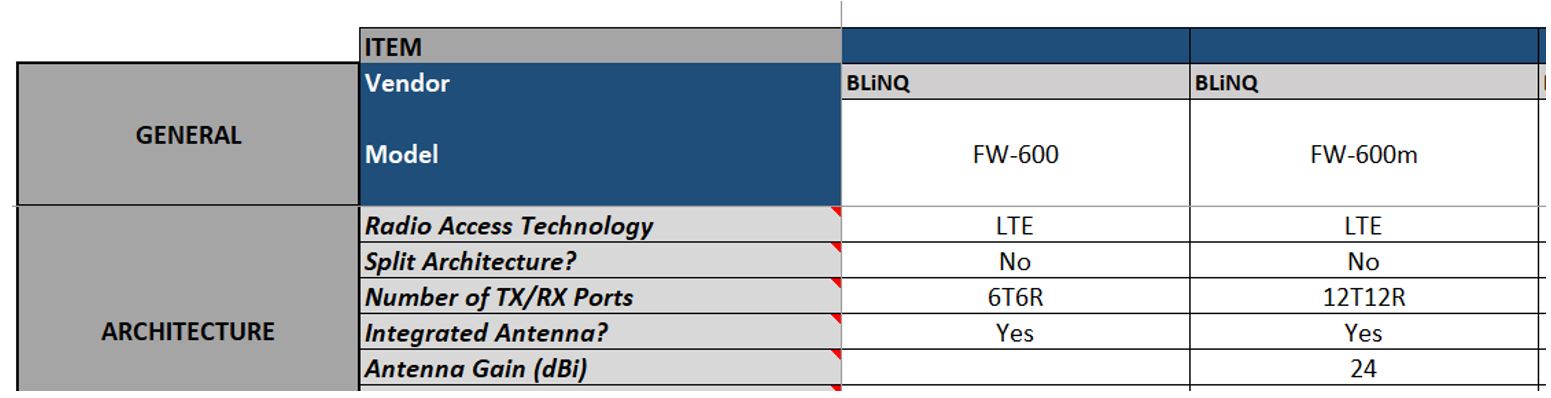 ITEM
Vendor BLiNQ BLiNQ
GENERAL
Model FW-600 FW-600m
Radio Access Technology LTE LTE
Split Architecture? No No
Number of TX/RX Ports 6T6R 12T12R
ARCHITECTURE
Integrated Antenna? Yes Yes
Antenna Gain (dBi) 24